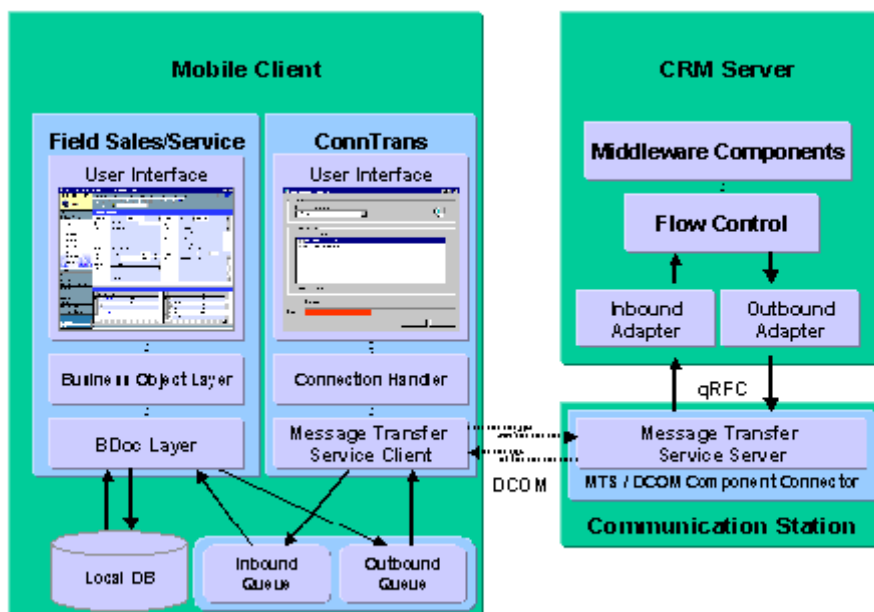 Mobile Client
Field Sales/Service
User Interface
Business Object Layer
BDoc Layer
Local DB
ConnTrans
User Interface
Connection Handler
Message Transfer
Service Client
Inbound
Queue
Outbound
Queue
DCOM
CRM Server
Middleware Components
Flow Control
Inbound
Adapter
Outbound
Adapter
qRFC
Message Transfer
Service Server
MTS / DCOM Component Connector
Communication Station